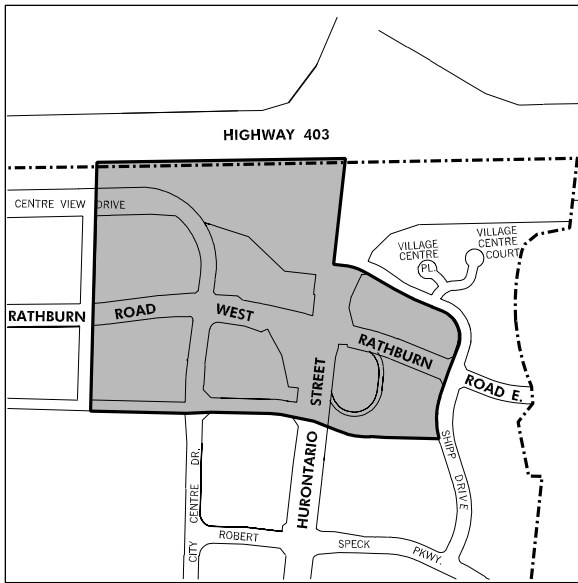 HIGHWAY 403
CENTRE VIEW DRIVE
VILLAGE
CENTRE
PL.
VILLAGE
CENTRE
COURT
RATHBURN ROAD WEST
RATHBURN
ROAD E.
HURONTARIO STREET
SHIPP DRIVE
CITY CENTRE DR.
ROBERT SPECK PKWY.